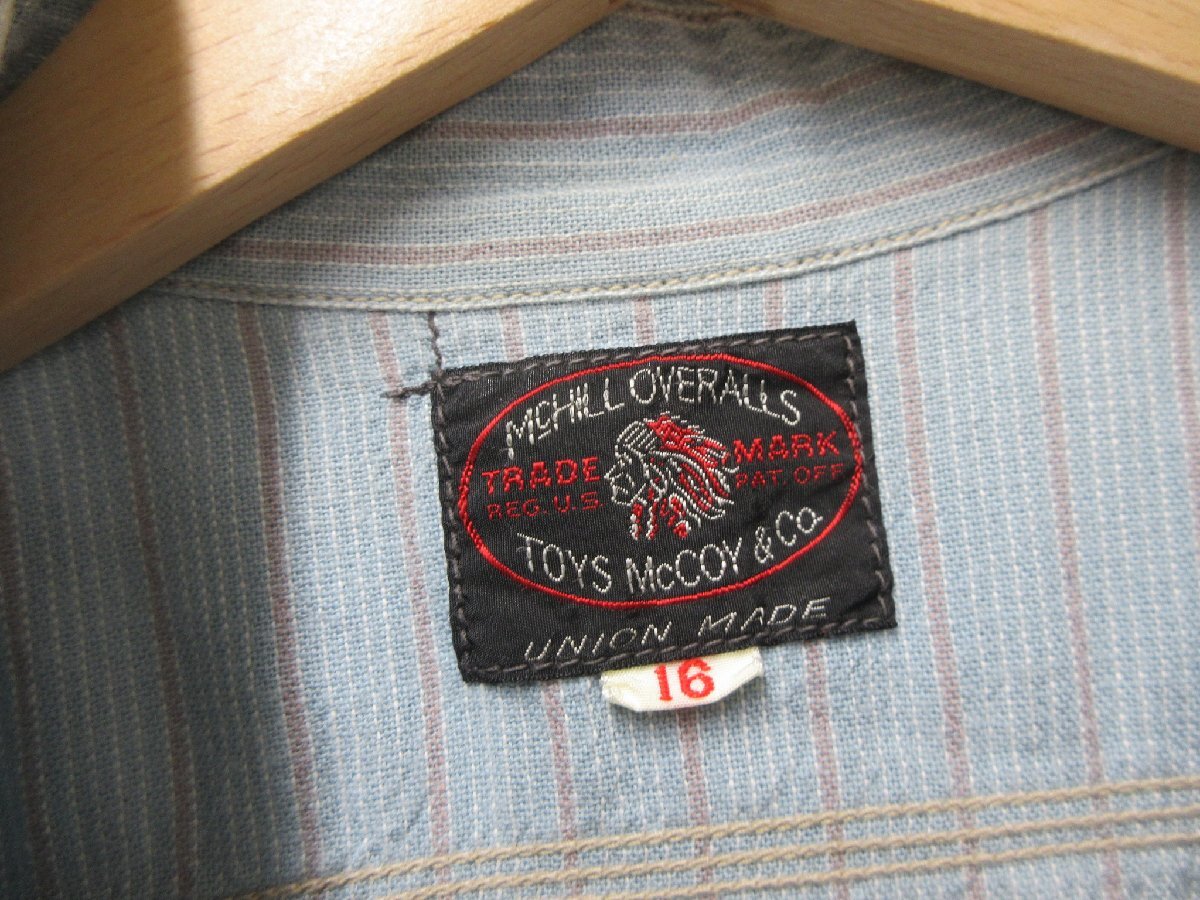 McHILL OVERALLS
TRADE MARK
REG. U.S. PAT. OFF
TOYS McCOY & Co.
UNION MADE
16